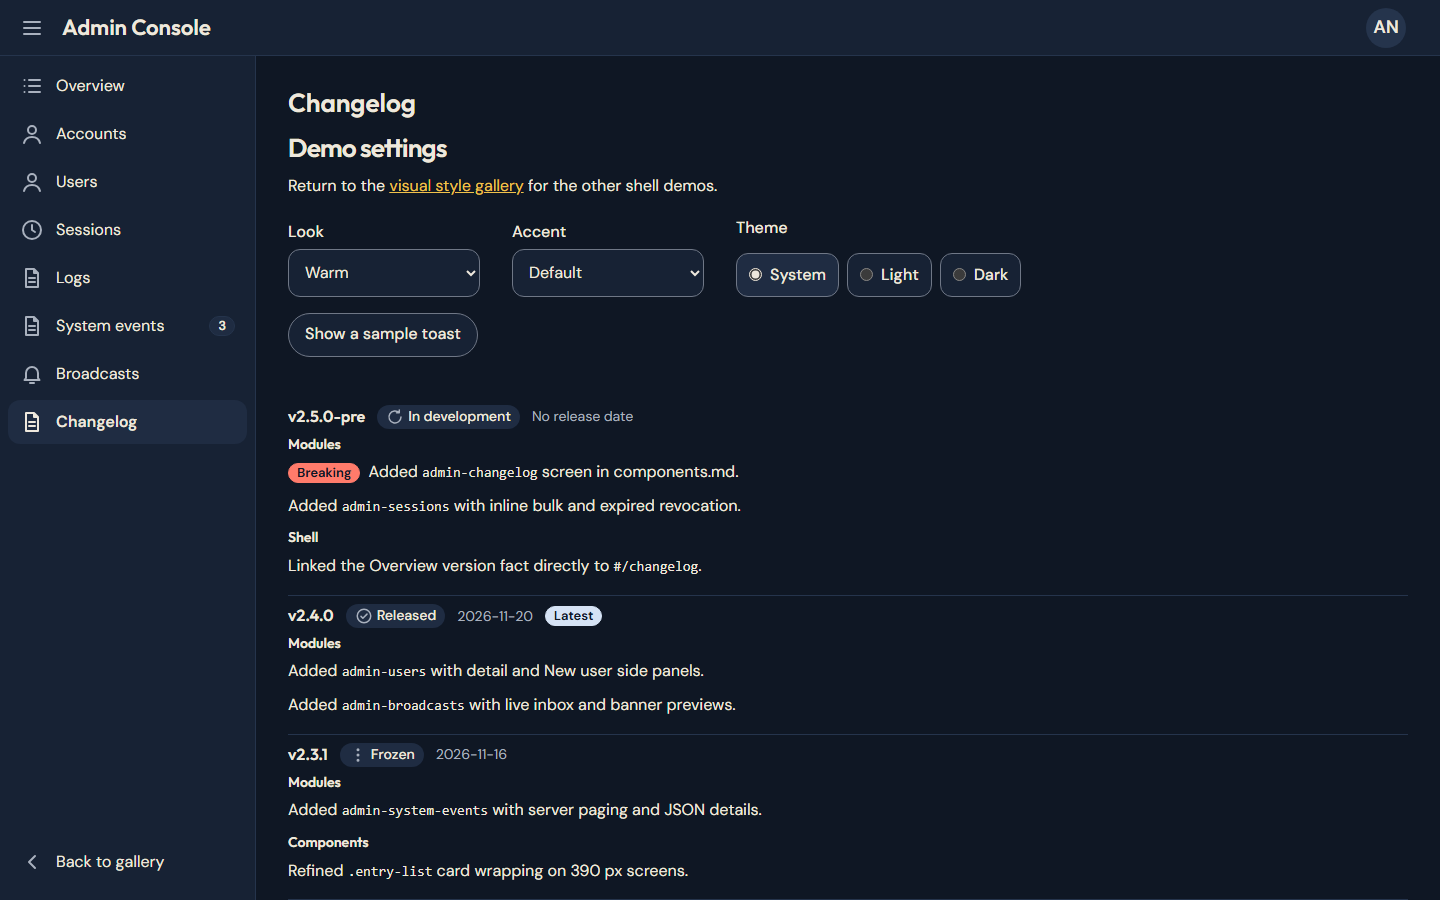 Admin Console
AN
Overview
Accounts
Users
Sessions
Logs
System events 3
Broadcasts
Changelog
Back to gallery
Changelog
Demo settings
Return to the visual style gallery for the other shell demos.
Look
Warm
Accent
Default
Theme
System Light Dark
Show a sample toast
v2.5.0-pre In development No release date
Modules
Breaking Added admin-changelog screen in components.md.
Added admin-sessions with inline bulk and expired revocation.
Shell
Linked the Overview version fact directly to #/changelog.
v2.4.0 Released 2026-11-20 Latest
Modules
Added admin-users with detail and New user side panels.
Added admin-broadcasts with live inbox and banner previews.
v2.3.1 Frozen 2026-11-16
Modules
Added admin-system-events with server paging and JSON details.
Components
Refined .entry-list card wrapping on 390 px screens.